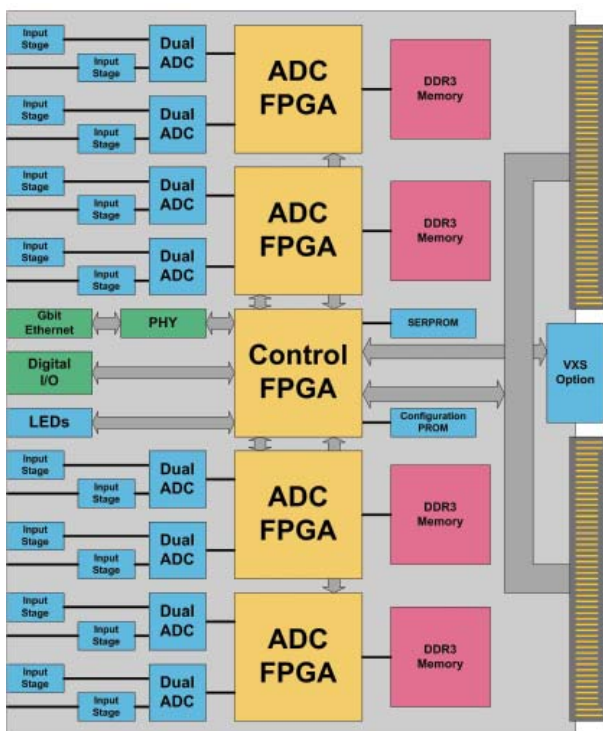 Input
Stage
Input
Stage
Dual
ADC
ADC
FPGA
DDR3
Memory
Input
Stage
Input
Stage
Dual
ADC
Input
Stage
Input
Stage
Dual
ADC
ADC
FPGA
DDR3
Memory
Input
Stage
Input
Stage
Dual
ADC
Gbit
Ethernet
PHY
Control
FPGA
SERPROM
Digital
I/O
VXS
Option
LEDs
Configuration
PROM
Input
Stage
Input
Stage
Dual
ADC
ADC
FPGA
DDR3
Memory
Input
Stage
Input
Stage
Dual
ADC
Input
Stage
Input
Stage
Dual
ADC
ADC
FPGA
DDR3
Memory
Input
Stage
Input
Stage
Dual
ADC